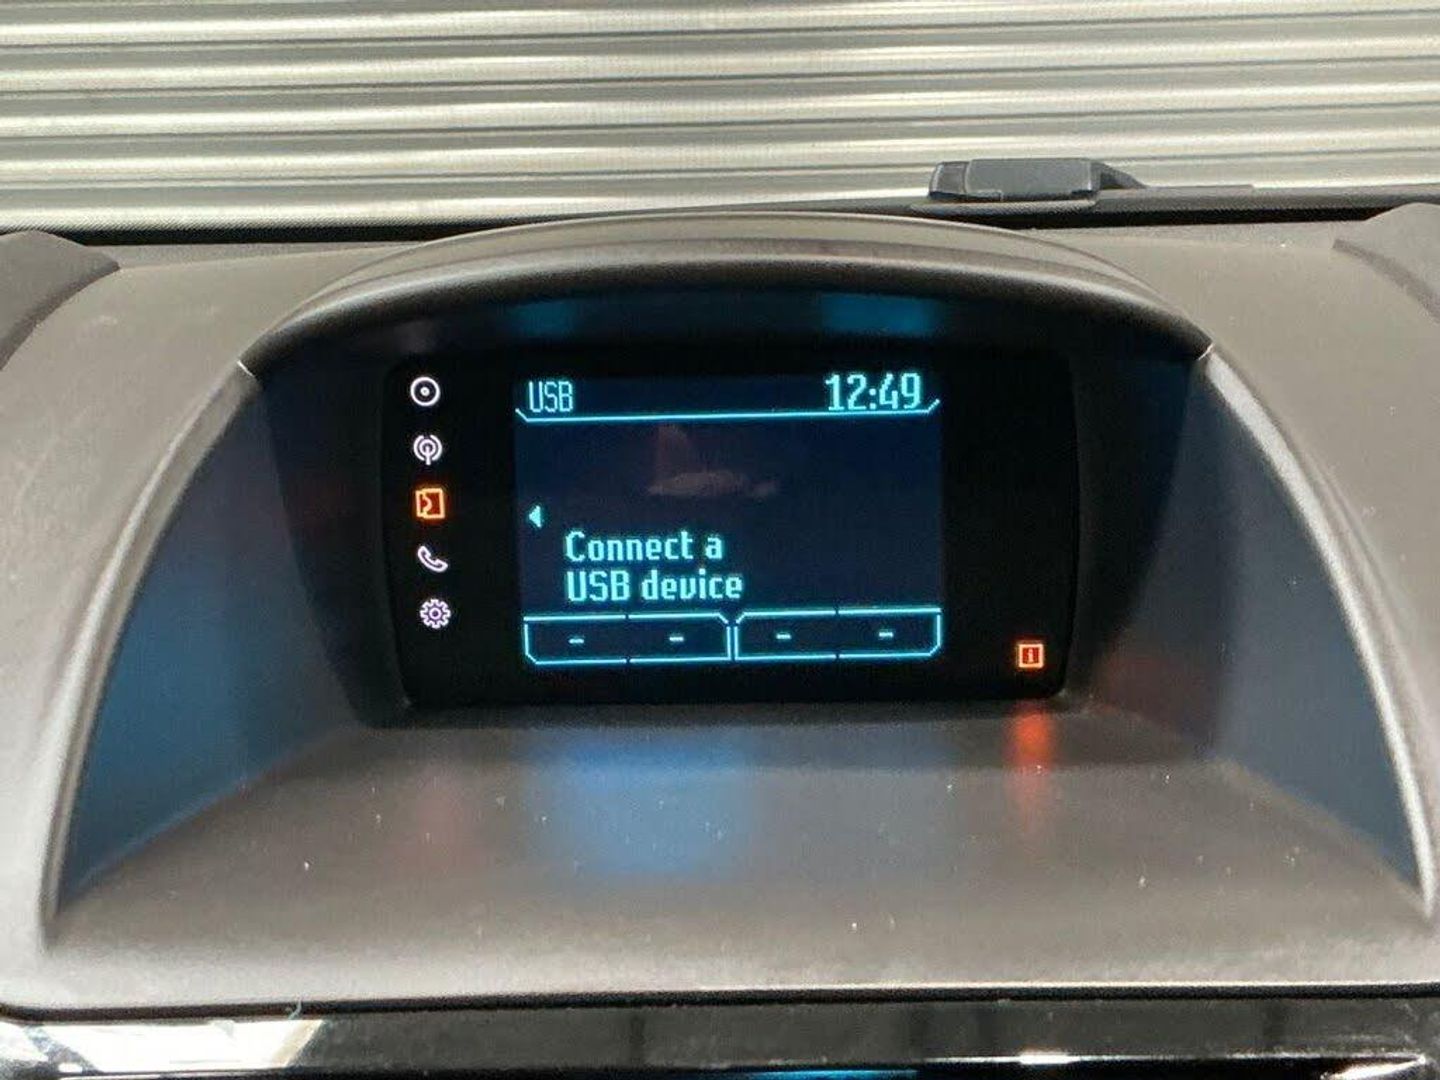 USB 12:49
Connect a
USB device
- - - -
i